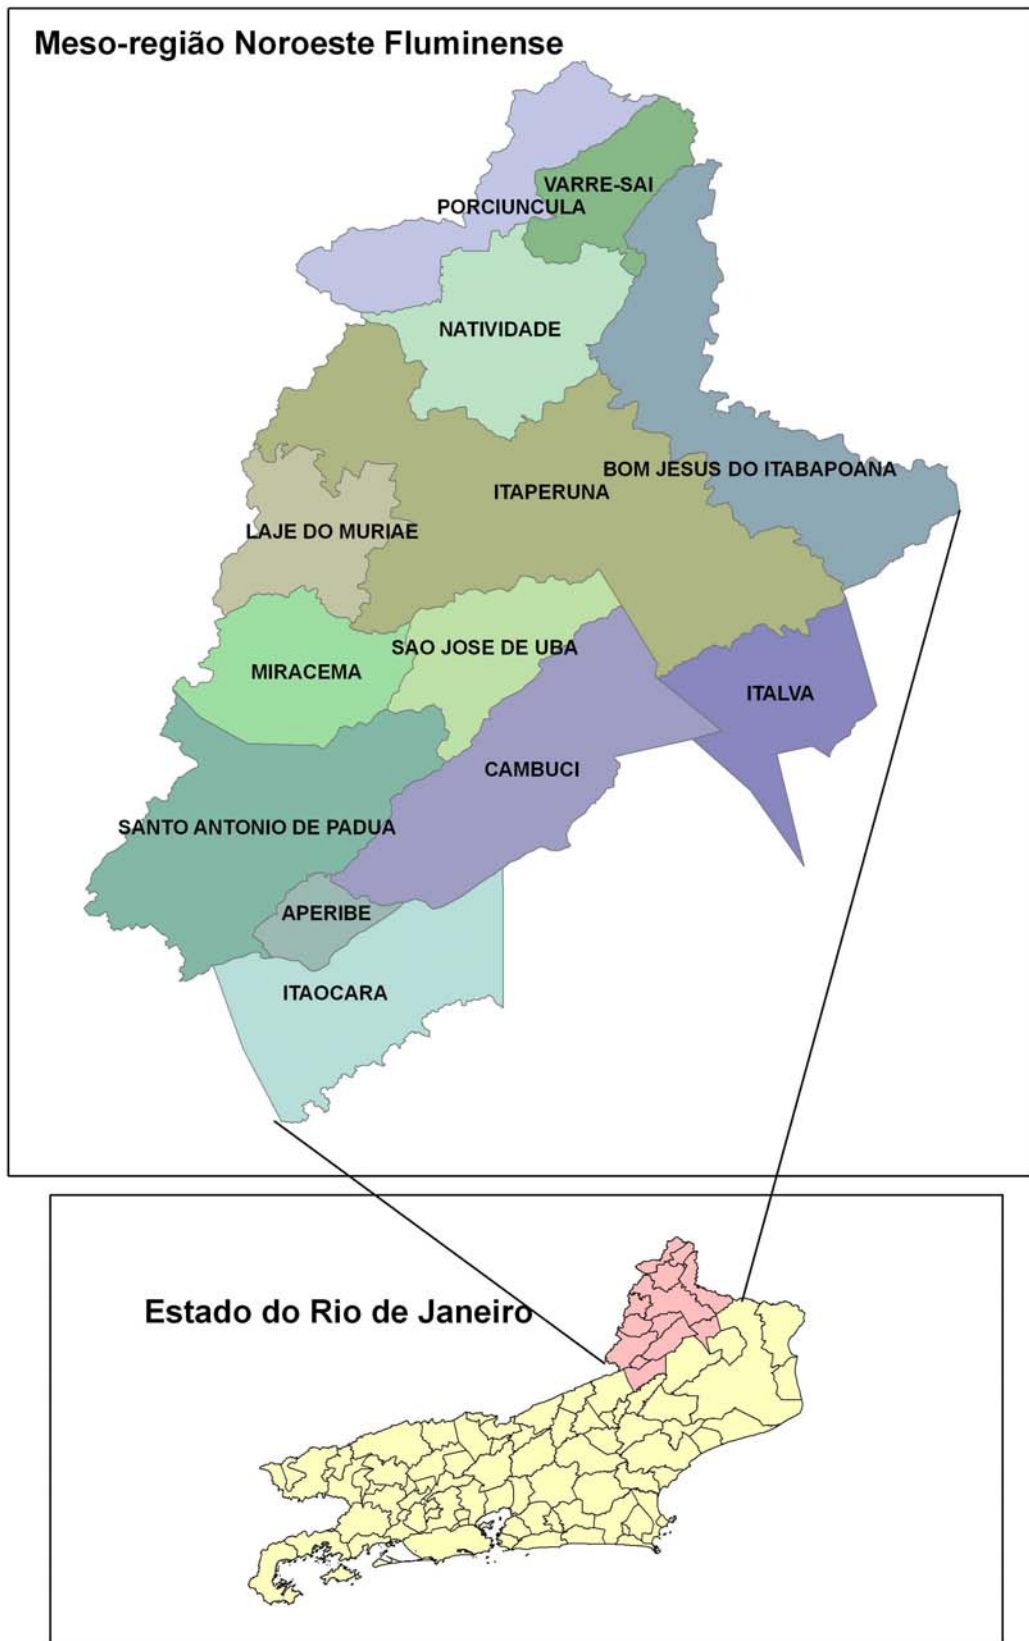 Meso-região Noroeste Fluminense
VARRE-SAI
PORCIUNCULA
NATIVIDADE
BOM JESUS DO ITABAPOANA
ITAPERUNA
LAJE DO MURIAE
SAO JOSE DE UBA
MIRACEMA
ITALVA
CAMBUCI
SANTO ANTONIO DE PADUA
APERIBE
ITAOCARA
Estado do Rio de Janeiro